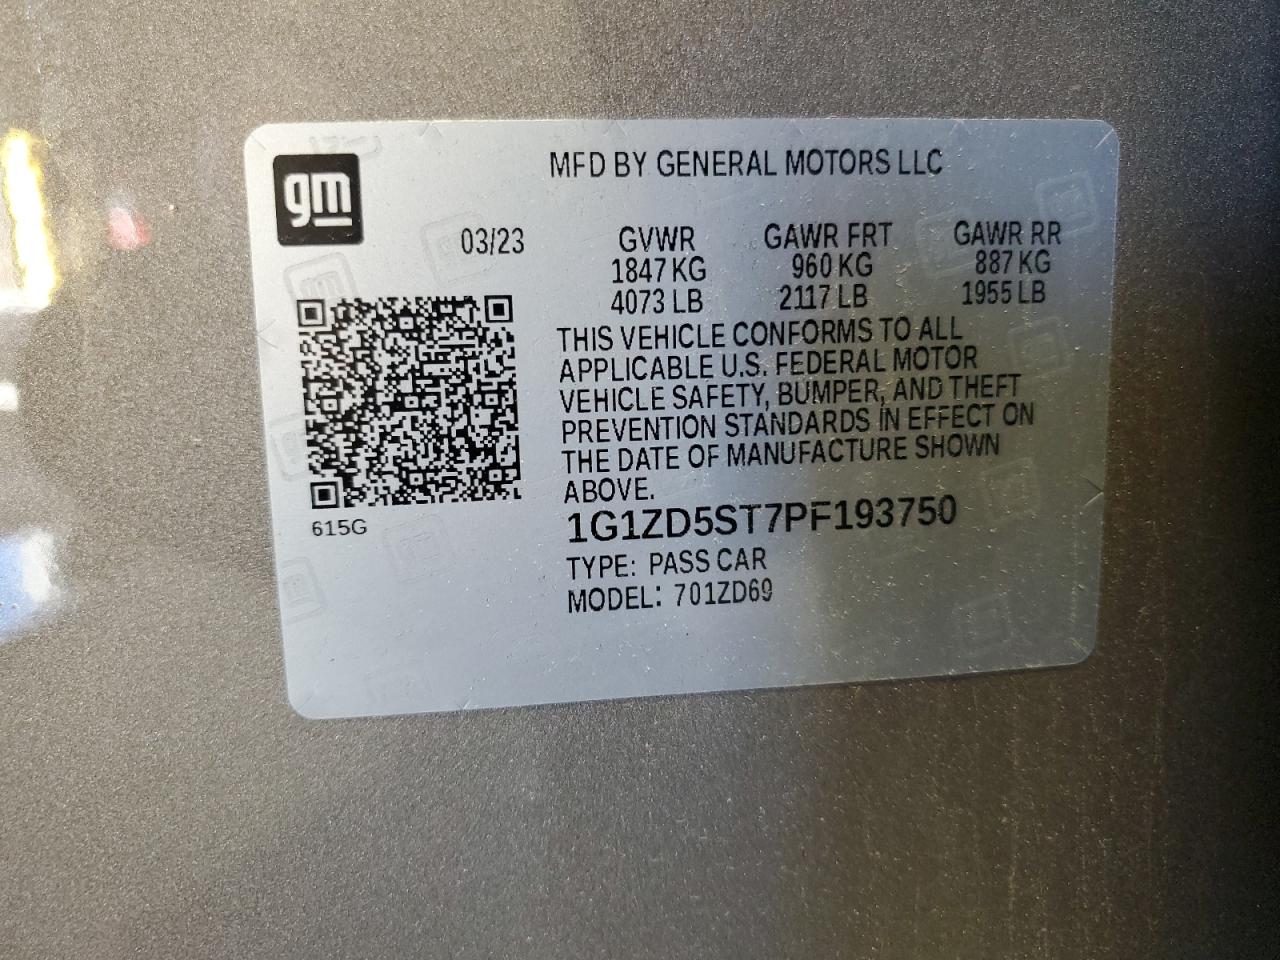 gm
MFD BY GENERAL MOTORS LLC
03/23 GVWR GAWR FRT GAWR RR
1847 KG 960 KG 887 KG
4073 LB 2117 LB 1955 LB
THIS VEHICLE CONFORMS TO ALL
APPLICABLE U.S. FEDERAL MOTOR
VEHICLE SAFETY, BUMPER, AND THEFT
PREVENTION STANDARDS IN EFFECT ON
THE DATE OF MANUFACTURE SHOWN
ABOVE.
615G
1G1ZD5ST7PF193750
TYPE: PASS CAR
MODEL: 701ZD69